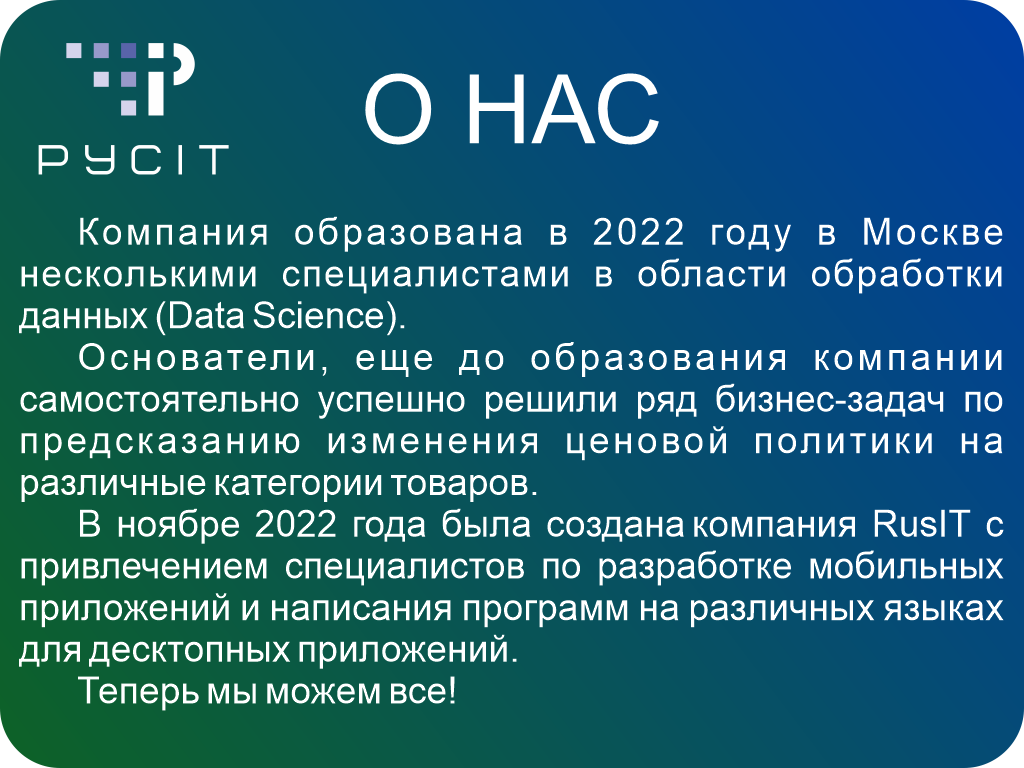 РУСIТ
О НАС
Компания образована в 2022 году в Москве
несколькими специалистами в области обработки
данных (Data Science).
Основатели, еще до образования компании
самостоятельно успешно решили ряд бизнес-задач по
предсказанию изменения ценовой политики на
различные категории товаров.
В ноябре 2022 года была создана компания RusIT с
привлечением специалистов по разработке мобильных
приложений и написания программ на различных языках
для десктопных приложений.
Теперь мы можем все!